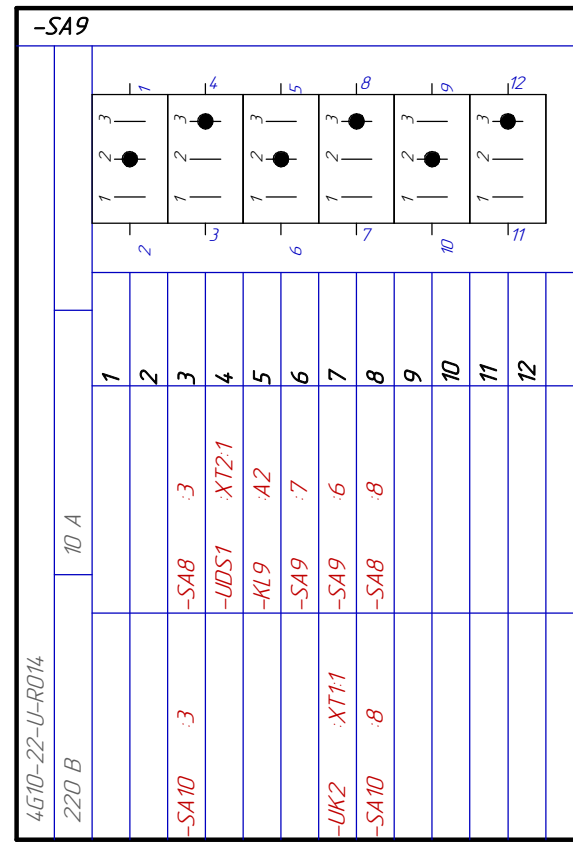 -SA9
4G10-22-U-R014
220 В
10 А
1 4 5 8 9 12
3 3 3 3 3 3
2 2 2 2 2 2
1 1 1 1 1 1
2 3 6 7 10 11
1
2
3 -SA8 :3 -SA10 :3
4 -UDS1 :XT2:1
5 -KL9 :A2
6 -SA9 :7
7 -SA9 :6 -UK2 :XT1:1
8 -SA8 :8 -SA10 :8
9
10
11
12